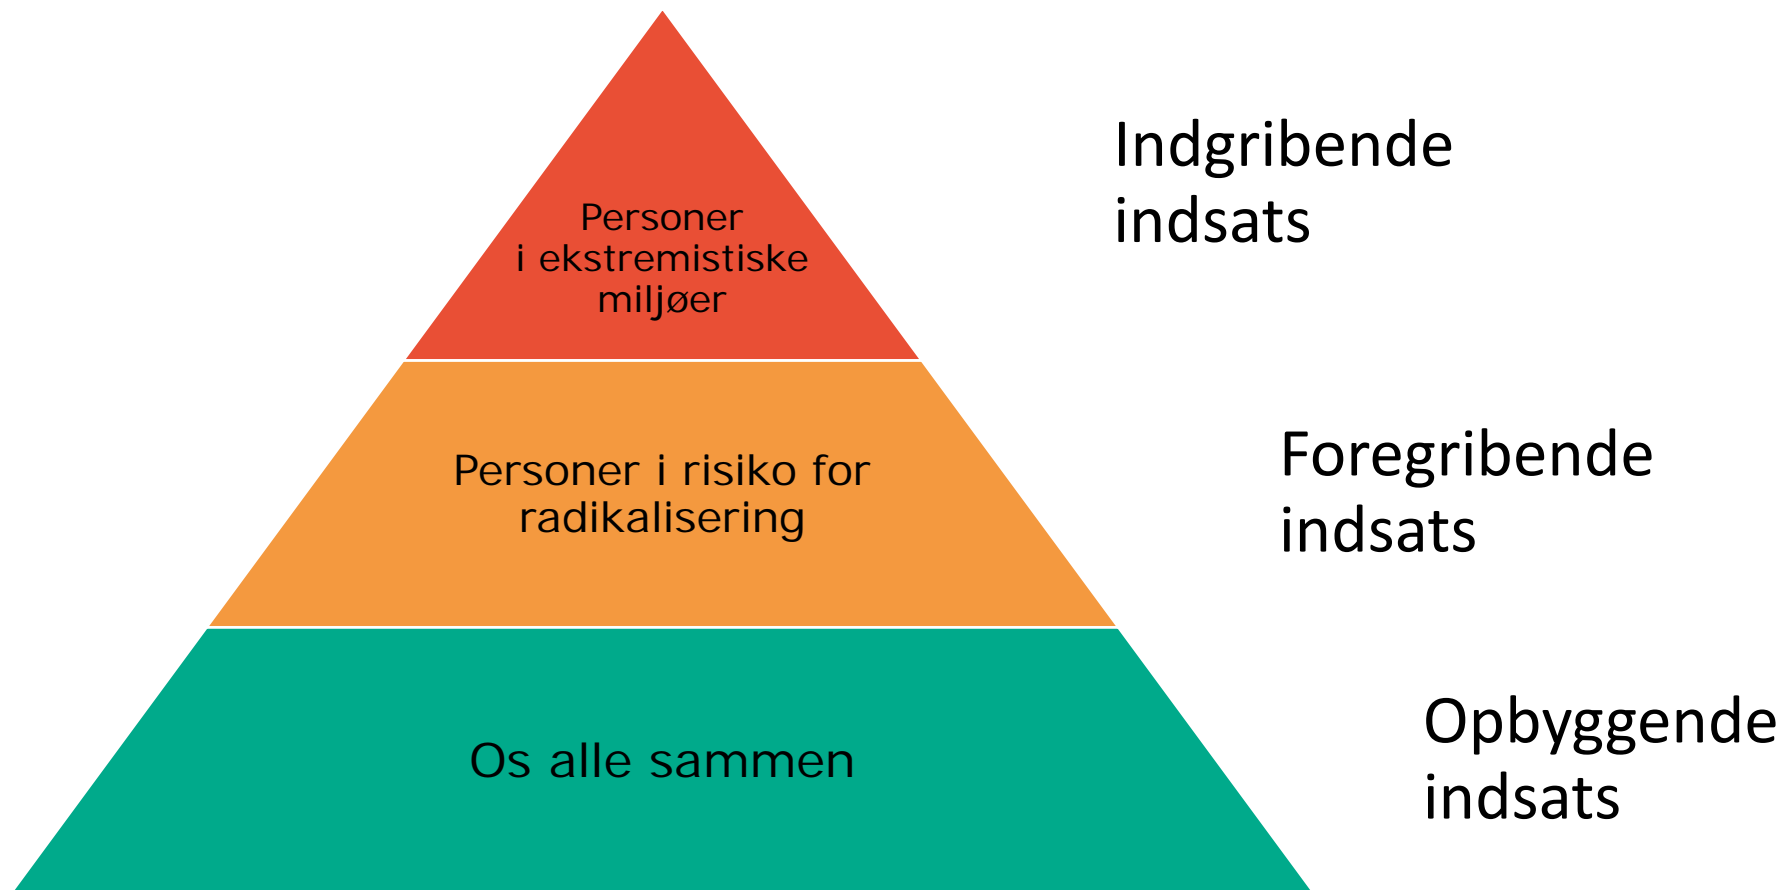 Personer
i ekstremistiske
miljøer
Indgribende
indsats
Personer i risiko for
radikalisering
Foregribende
indsats
Os alle sammen
Opbyggende
indsats